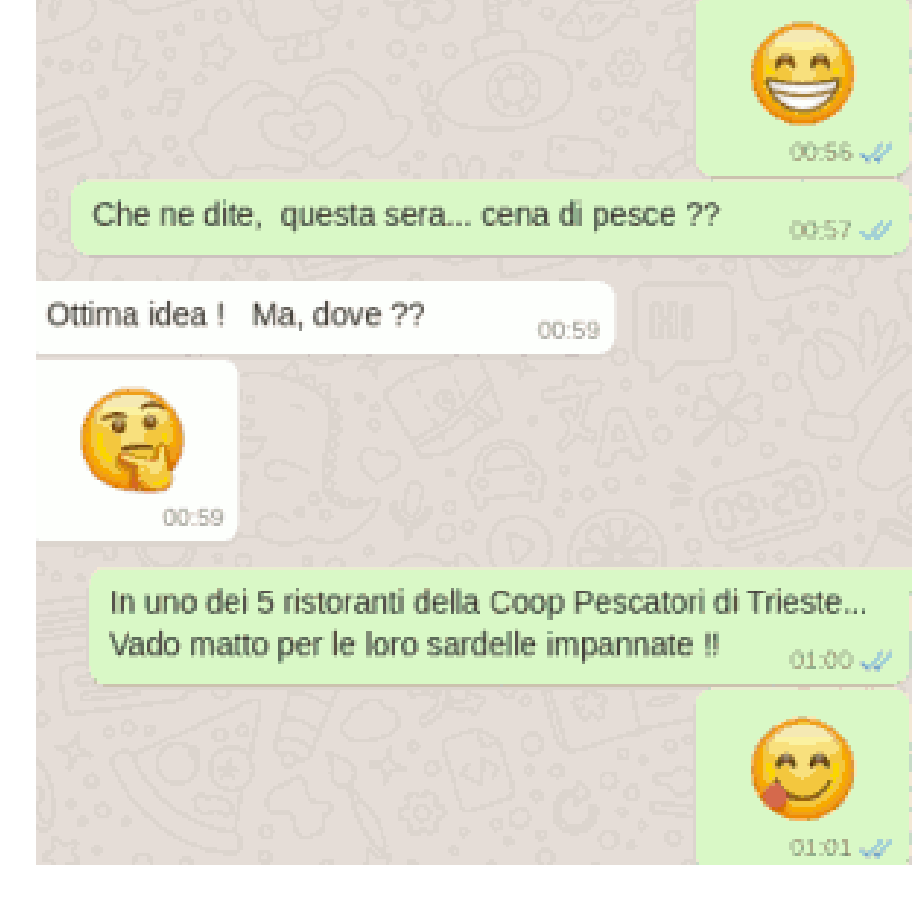 😁
00:56
Che ne dite,  questa sera... cena di pesce ??
00:57
Ottima idea !   Ma, dove ??
00:59
🤔
00:59
In uno dei 5 ristoranti della Coop Pescatori di Trieste...
Vado matto per le loro sardelle impannate !!
01:00
😋
01:01